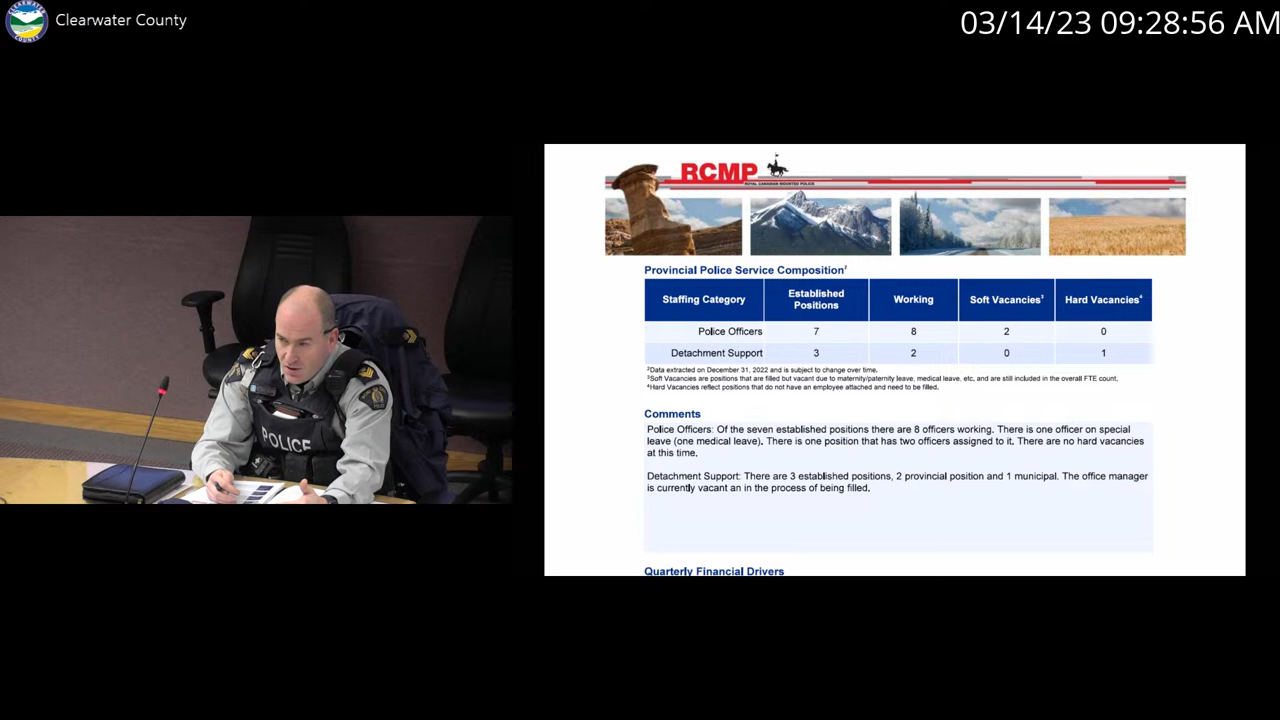 Clearwater County
03/14/23 09:28:56 AM
CLEARWATER
COUNTY
POLICE
RCMP
ROYAL CANADIAN MOUNTED POLICE
Provincial Police Service Composition²
Staffing Category Established Positions Working Soft Vacancies³ Hard Vacancies⁴
Police Officers 7 8 2 0
Detachment Support 3 2 0 1
²Data extracted on December 31, 2022 and is subject to change over time.
³Soft Vacancies are positions that are filled but vacant due to maternity/paternity leave, medical leave, etc, and are still included in the overall FTE count.
⁴Hard Vacancies reflect positions that do not have an employee attached and need to be filled.
Comments
Police Officers: Of the seven established positions there are 8 officers working. There is one officer on special
leave (one medical leave). There is one position that has two officers assigned to it. There are no hard vacancies
at this time.
Detachment Support: There are 3 established positions, 2 provincial position and 1 municipal. The office manager
is currently vacant an in the process of being filled.
Quarterly Financial Drivers